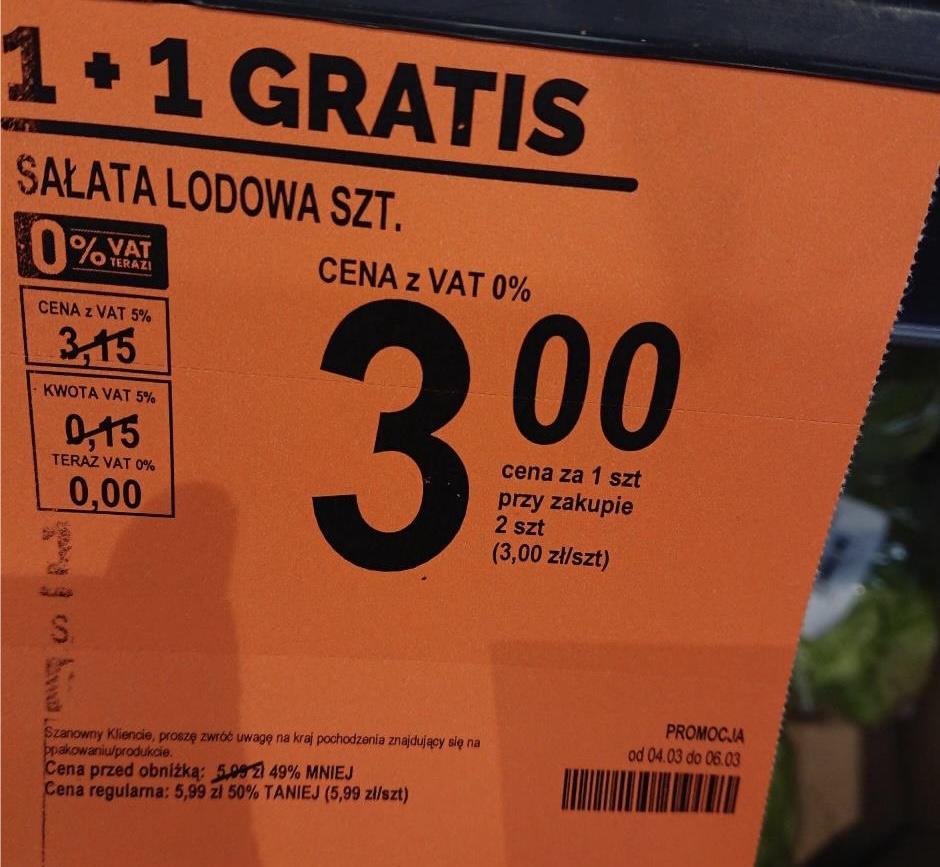 1 + 1 GRATIS
SAŁATA LODOWA SZT.
0% VAT
TERAZ!
CENA z VAT 5%
3,15
KWOTA VAT 5%
0,15
TERAZ VAT 0%
0,00
CENA z VAT 0%
3 00
cena za 1 szt
przy zakupie
2 szt
(3,00 zł/szt)
Szanowny Kliencie, proszę zwróć uwagę na kraj pochodzenia znajdujący się na
opakowaniu/produkcie.
Cena przed obniżką: 5,99 zł 49% MNIEJ
Cena regularna: 5,99 zł 50% TANIEJ (5,99 zł/szt)
PROMOCJA
od 04.03 do 06.03